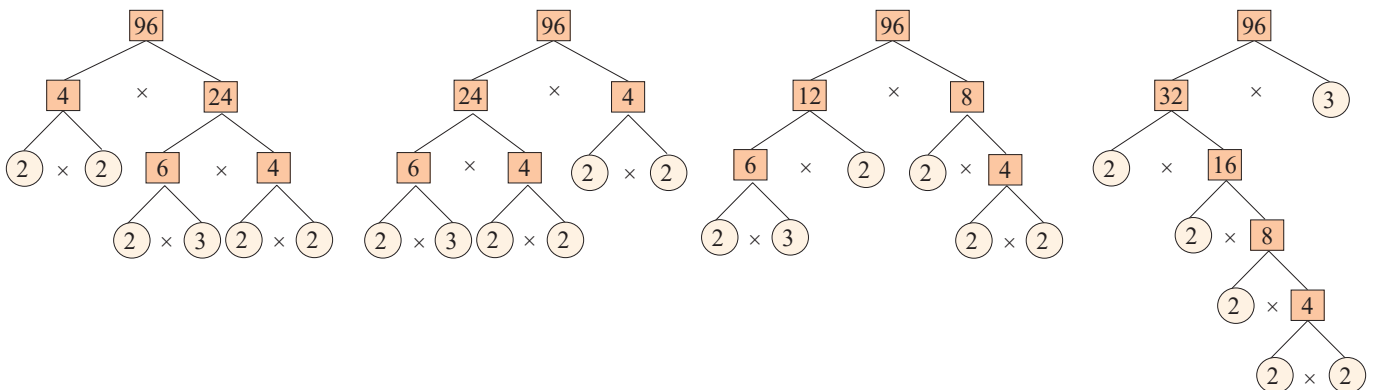 96 96 96 96
4 × 24 24 × 4 12 × 8 32 × 3
2 × 2 6 × 4 6 × 4 2 × 2 6 × 2 2 × 4 2 × 16
2 × 3 2 × 2 2 × 3 2 × 2 2 × 3 2 × 2 2 × 8
2 × 4
2 × 2